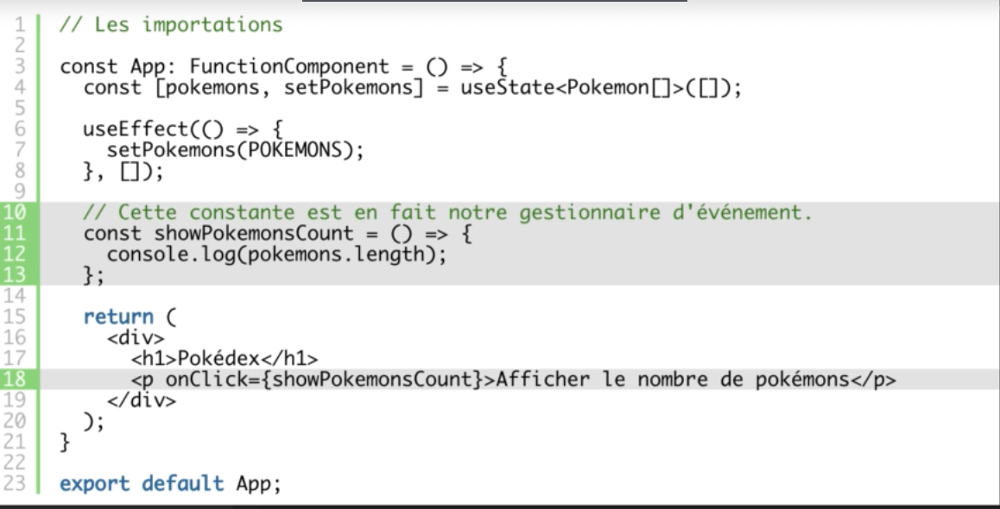 1 // Les importations
2
3 const App: FunctionComponent = () => {
4 const [pokemons, setPokemons] = useState<Pokemon[]>([]);
5
6 useEffect(() => {
7 setPokemons(POKEMONS);
8 }, []);
9
10 // Cette constante est en fait notre gestionnaire d'événement.
11 const showPokemonsCount = () => {
12 console.log(pokemons.length);
13 };
14
15 return (
16 <div>
17 <h1>Pokédex</h1>
18 <p onClick={showPokemonsCount}>Afficher le nombre de pokémons</p>
19 </div>
20 );
21 }
22
23 export default App;